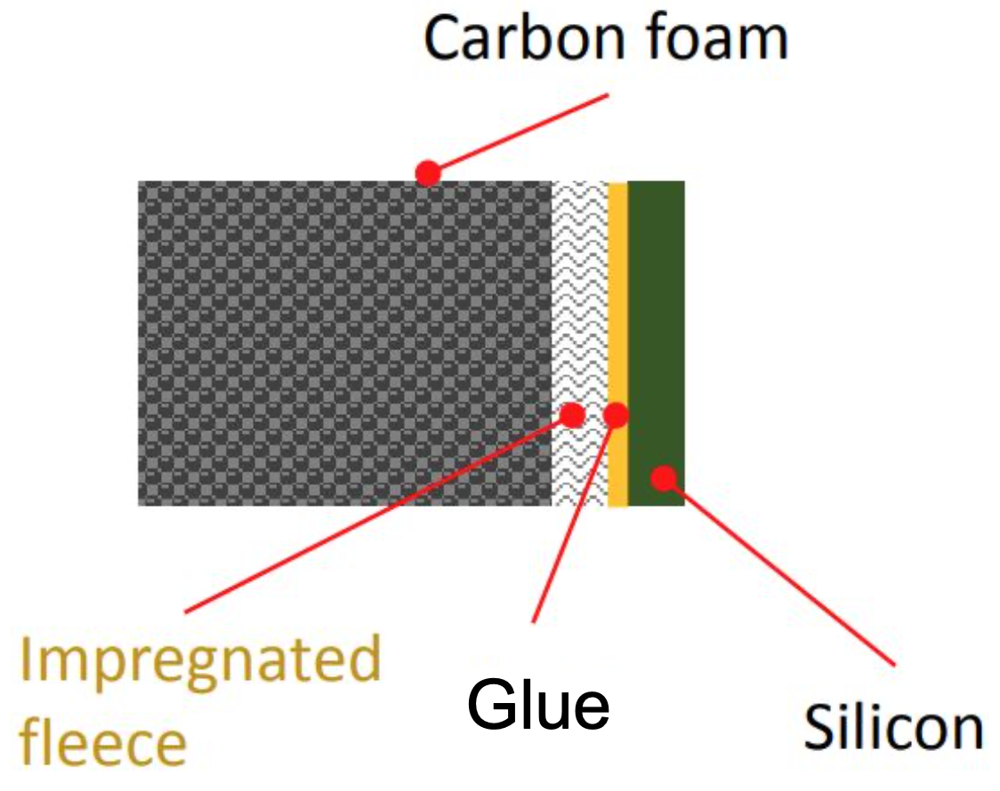 Carbon foam
Impregnated
fleece
Glue
Silicon